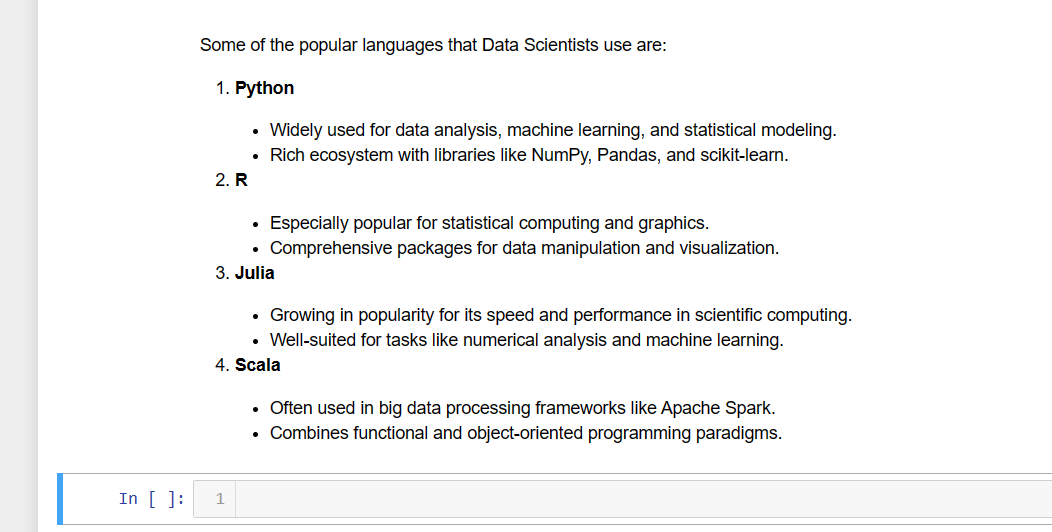 Some of the popular languages that Data Scientists use are:
1. Python
• Widely used for data analysis, machine learning, and statistical modeling.
• Rich ecosystem with libraries like NumPy, Pandas, and scikit-learn.
2. R
• Especially popular for statistical computing and graphics.
• Comprehensive packages for data manipulation and visualization.
3. Julia
• Growing in popularity for its speed and performance in scientific computing.
• Well-suited for tasks like numerical analysis and machine learning.
4. Scala
• Often used in big data processing frameworks like Apache Spark.
• Combines functional and object-oriented programming paradigms.
In [ ]: 1